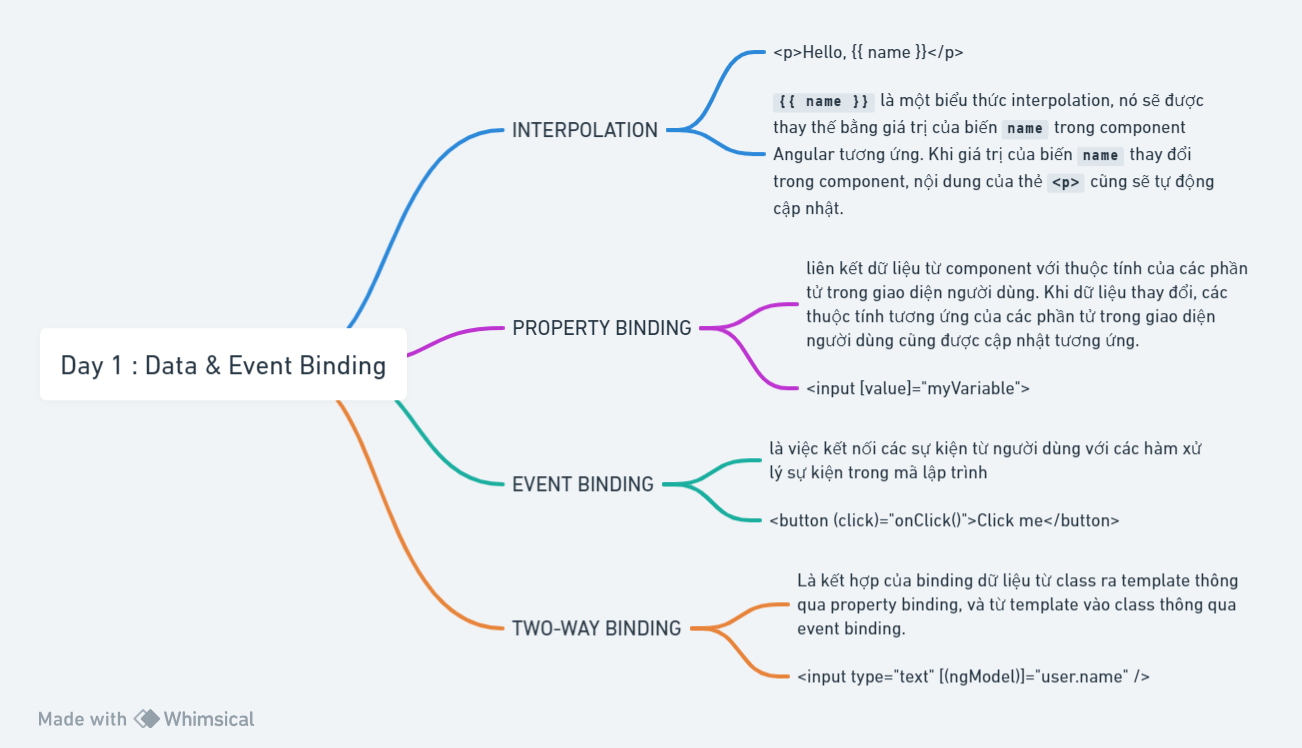 Day 1 : Data & Event Binding
INTERPOLATION
<p>Hello, {{ name }}</p>
{{ name }} là một biểu thức interpolation, nó sẽ được
thay thế bằng giá trị của biến name trong component
Angular tương ứng. Khi giá trị của biến name thay đổi
trong component, nội dung của thẻ <p> cũng sẽ tự động
cập nhật.
PROPERTY BINDING
liên kết dữ liệu từ component với thuộc tính của các phần
tử trong giao diện người dùng. Khi dữ liệu thay đổi, các
thuộc tính tương ứng của các phần tử trong giao diện
người dùng cũng được cập nhật tương ứng.
<input [value]="myVariable">
EVENT BINDING
là việc kết nối các sự kiện từ người dùng với các hàm xử
lý sự kiện trong mã lập trình
<button (click)="onClick()">Click me</button>
TWO-WAY BINDING
Là kết hợp của binding dữ liệu từ class ra template thông
qua property binding, và từ template vào class thông qua
event binding.
<input type="text" [(ngModel)]="user.name" />
Made with Whimsical